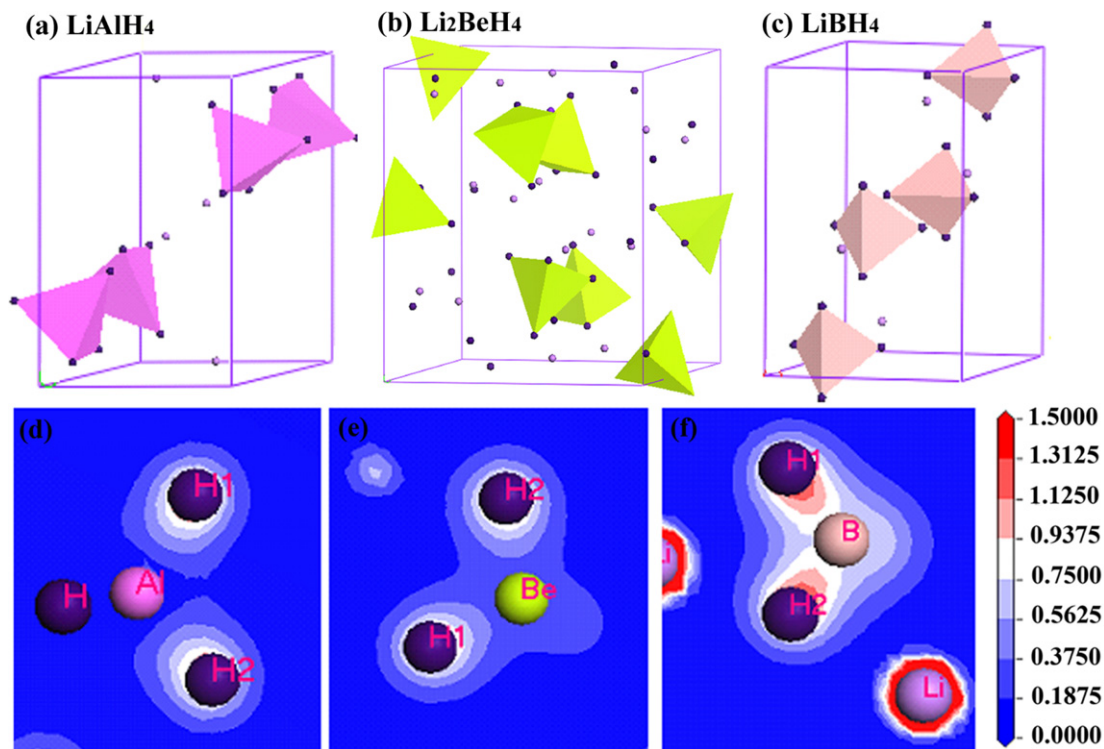 (a) LiAlH4
(b) Li2BeH4
(c) LiBH4
(d)
H1
H
Al
H2
(e)
H2
Be
H1
(f)
H1
B
Li
H2
Li
1.5000
1.3125
1.1250
0.9375
0.7500
0.5625
0.3750
0.1875
0.0000